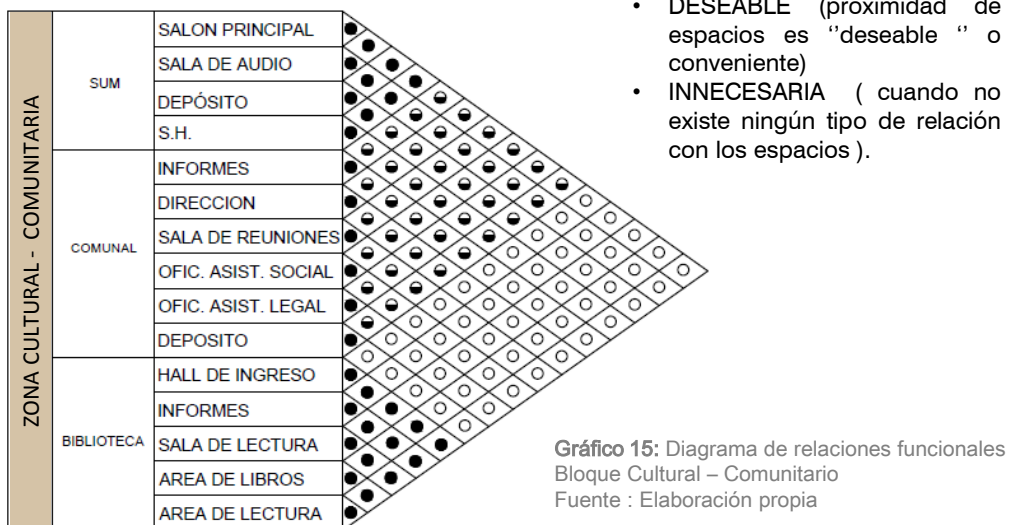 ZONA CULTURAL - COMUNITARIA
SUM
SALON PRINCIPAL
SALA DE AUDIO
DEPÓSITO
S.H.
COMUNAL
INFORMES
DIRECCION
SALA DE REUNIONES
OFIC. ASIST. SOCIAL
OFIC. ASIST. LEGAL
DEPOSITO
BIBLIOTECA
HALL DE INGRESO
INFORMES
SALA DE LECTURA
AREA DE LIBROS
AREA DE LECTURA
• DESEABLE (proximidad de
espacios es ‘’deseable ‘’ o
conveniente)
• INNECESARIA ( cuando no
existe ningún tipo de relación
con los espacios ).
Gráfico 15: Diagrama de relaciones funcionales
Bloque Cultural – Comunitario
Fuente : Elaboración propia